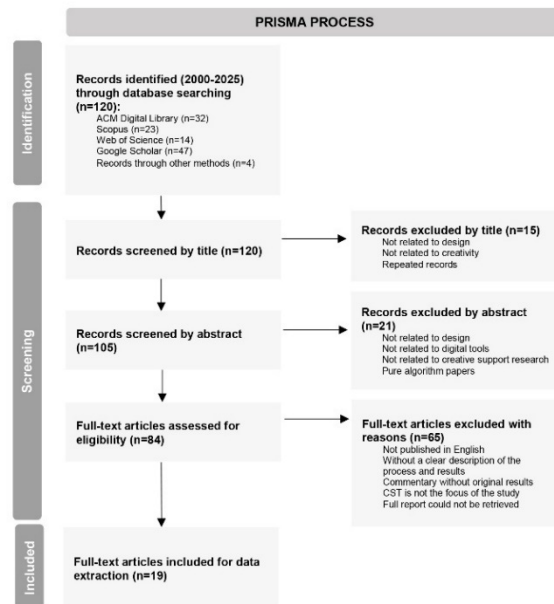 PRISMA PROCESS
Identification
Records identified (2000-2025)
through database searching
(n=120):
ACM Digital Library (n=32)
Scopus (n=23)
Web of Science (n=14)
Google Scholar (n=47)
Records through other methods (n=4)
Screening
Records screened by title (n=120)
Records excluded by title (n=15)
Not related to design
Not related to creativity
Repeated records
Records screened by abstract
(n=105)
Records excluded by abstract
(n=21)
Not related to design
Not related to digital tools
Not related to creative support research
Pure algorithm papers
Full-text articles assessed for
eligibility (n=84)
Full-text articles excluded with
reasons (n=65)
Not published in English
Without a clear description of the
process and results
Commentary without original results
CST is not the focus of the study
Full report could not be retrieved
Included
Full-text articles included for data
extraction (n=19)